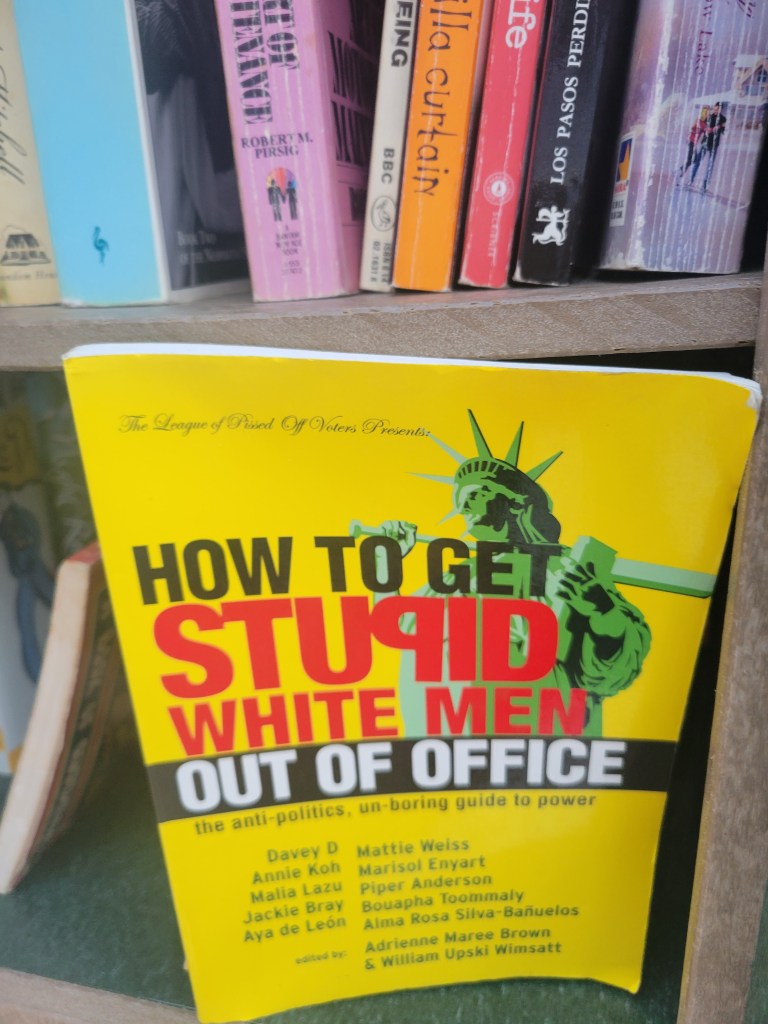 ROBERT M.
PIRSIG
BBC
illa curtain
ife
LOS PASOS PERDI
The League of Pissed Off Voters Presents:
HOW TO GET
STUPID
WHITE MEN
OUT OF OFFICE
the anti-politics, un-boring guide to power
Davey D
Annie Koh
Malia Lazu
Jackie Bray
Aya de León
Mattie Weiss
Marisol Enyart
Piper Anderson
Bouapha Toommaly
Alma Rosa Silva-Bañuelos
edited by: Adrienne Maree Brown
& William Upski Wimsatt